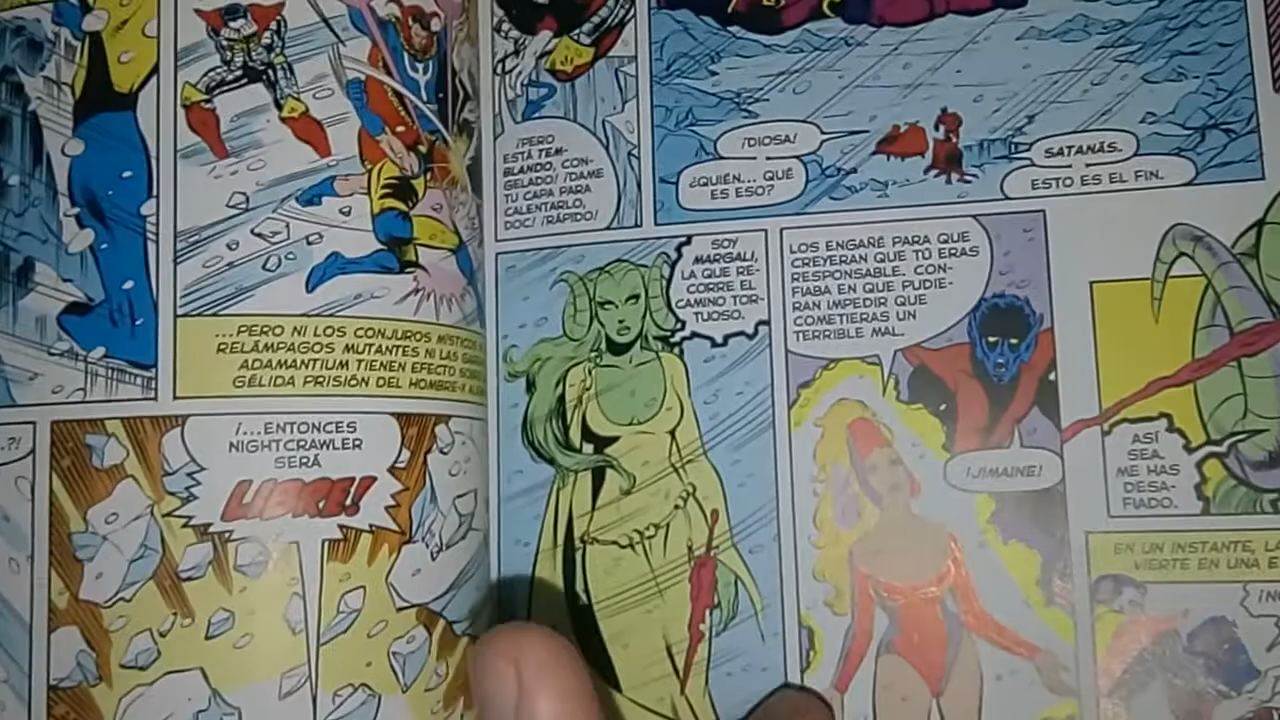 ...PERO NI LOS CONJUROS MÍSTICOS
RELÁMPAGOS MUTANTES NI LAS
ADAMANTIUM TIENEN EFECTO
GÉLIDA PRISIÓN DEL HOMBRE-X
..?!
¡...ENTONCES
NIGHTCRAWLER
SERÁ
LIBRE!
¡PERO
ESTÁ TEM-
BLANDO, CON-
GELADO! ¡DAME
TU CAPA PARA
CALENTARLO,
DOC! ¡RÁPIDO!
¡DIOSA!
¿QUIÉN... QUÉ
ES ESO?
SATANÁS.
ESTO ES EL FIN.
SOY
MARGALI,
LA QUE RE-
CORRE EL
CAMINO TOR-
TUOSO.
LOS ENGAÑÉ PARA QUE
CREYERAN QUE TÚ ERAS
RESPONSABLE. CON-
FIABA EN QUE PUDIE-
RAN IMPEDIR QUE
COMETIERAS UN
TERRIBLE MAL.
¡JIMAINE!
ASÍ
SEA.
ME HAS
DESA-
FIADO.
EN UN INSTANTE,
VIERTE EN UNA